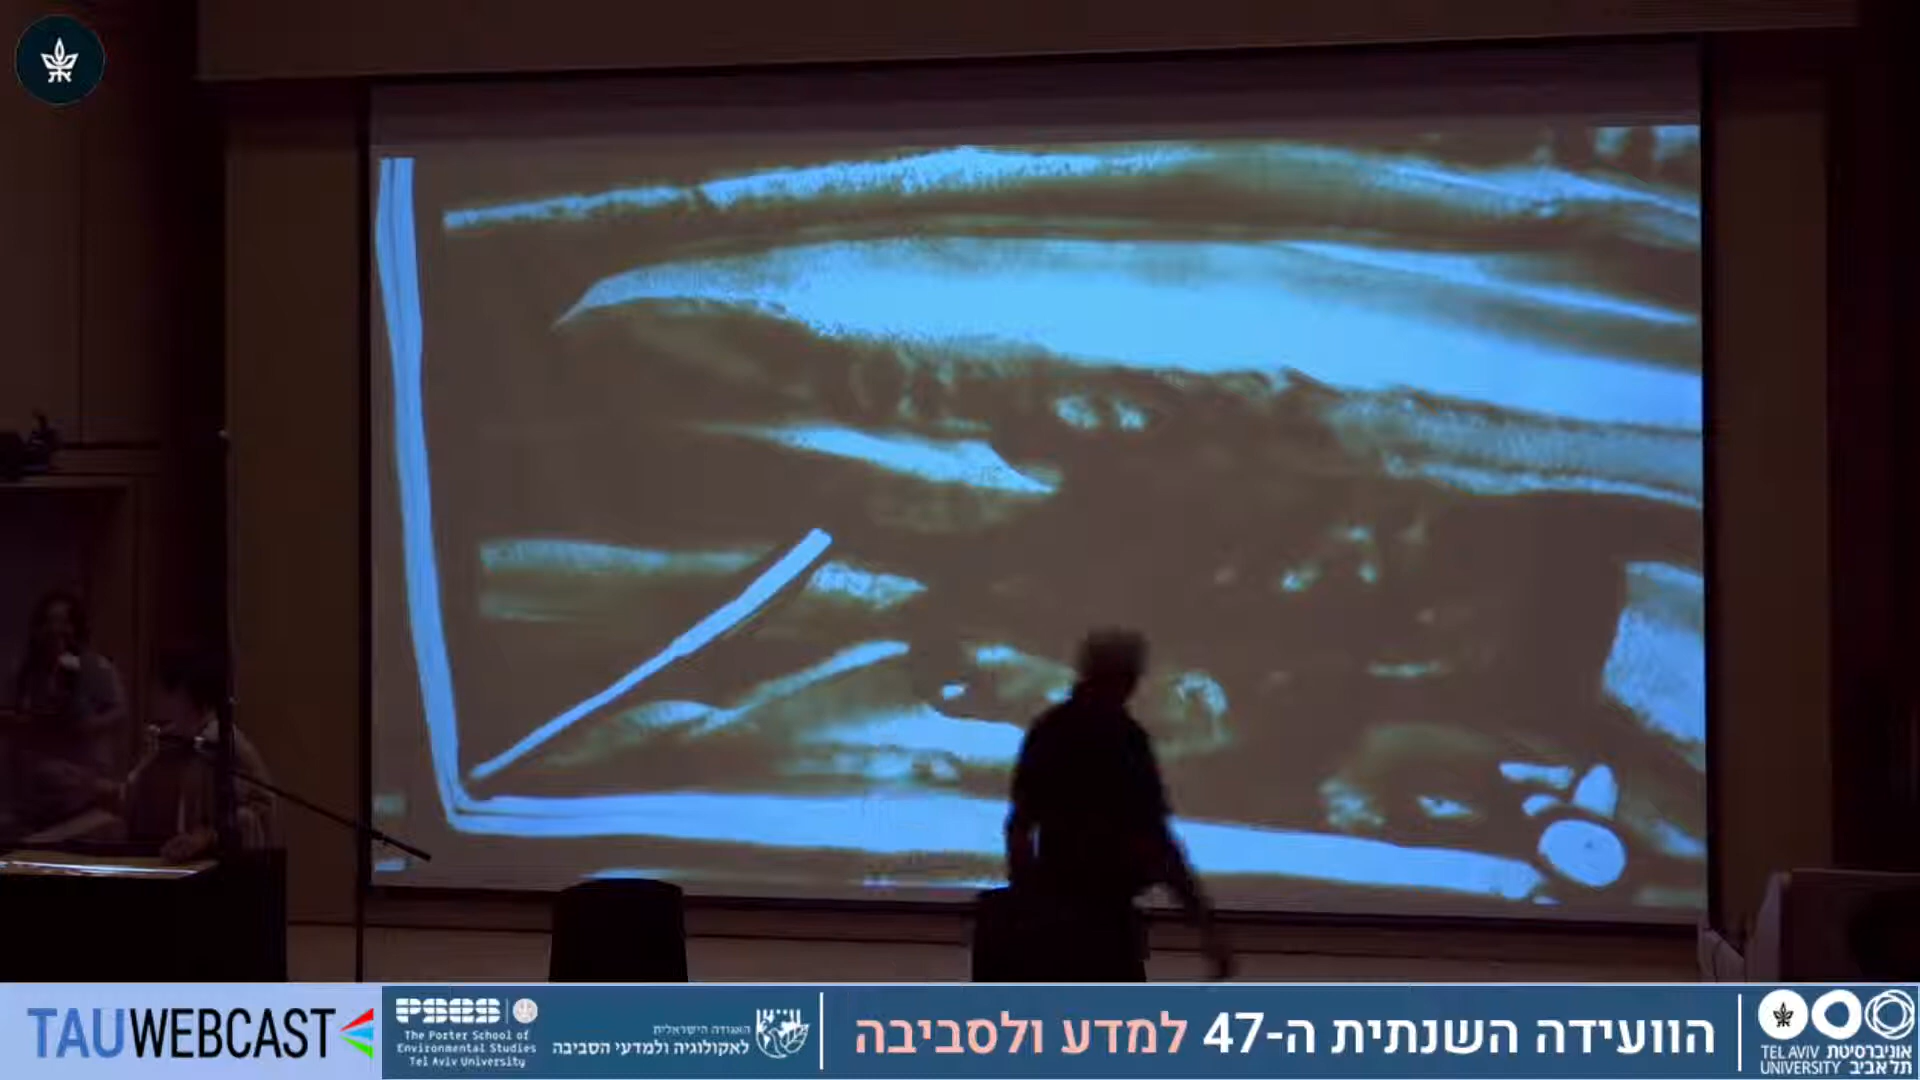 TAUWEBCAST
PSES
The Porter School of
Environmental Studies
Tel Aviv University
האגודה הישראלית
לאקולוגיה ולמדעי הסביבה
הוועידה השנתית ה-47 למדע ולסביבה
TEL AVIV אוניברסיטת
UNIVERSITY תל אביב